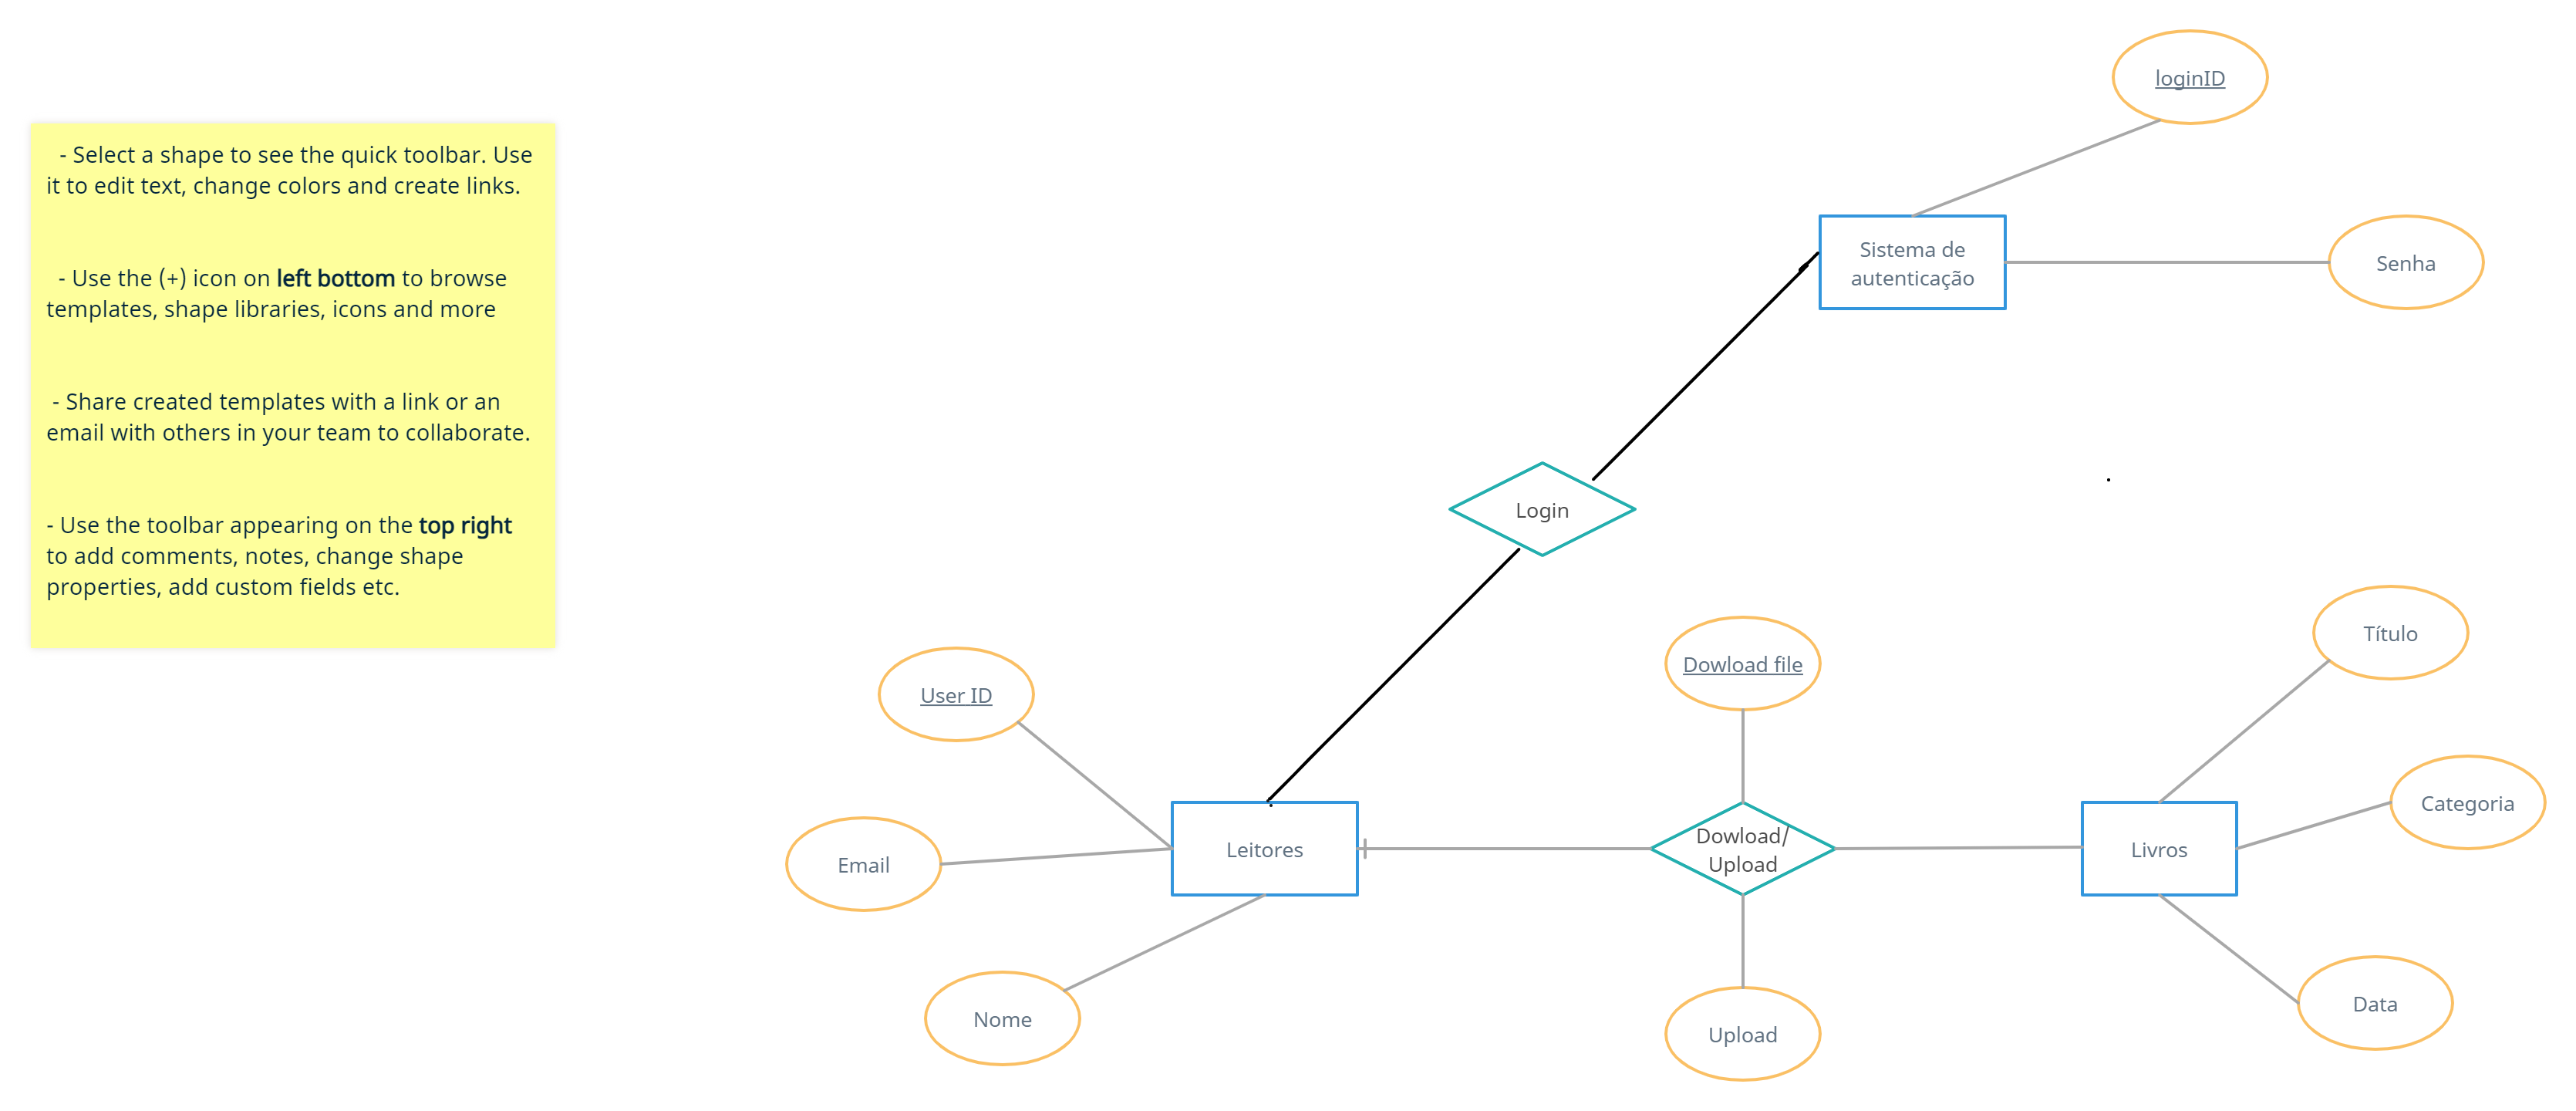 - Select a shape to see the quick toolbar. Use
it to edit text, change colors and create links.
- Use the (+) icon on left bottom to browse
templates, shape libraries, icons and more
- Share created templates with a link or an
email with others in your team to collaborate.
- Use the toolbar appearing on the top right
to add comments, notes, change shape
properties, add custom fields etc.
loginID
Sistema de
autenticação
Senha
Login
User ID
Email
Nome
Leitores
Dowload file
Dowload/
Upload
Upload
Livros
Título
Categoria
Data